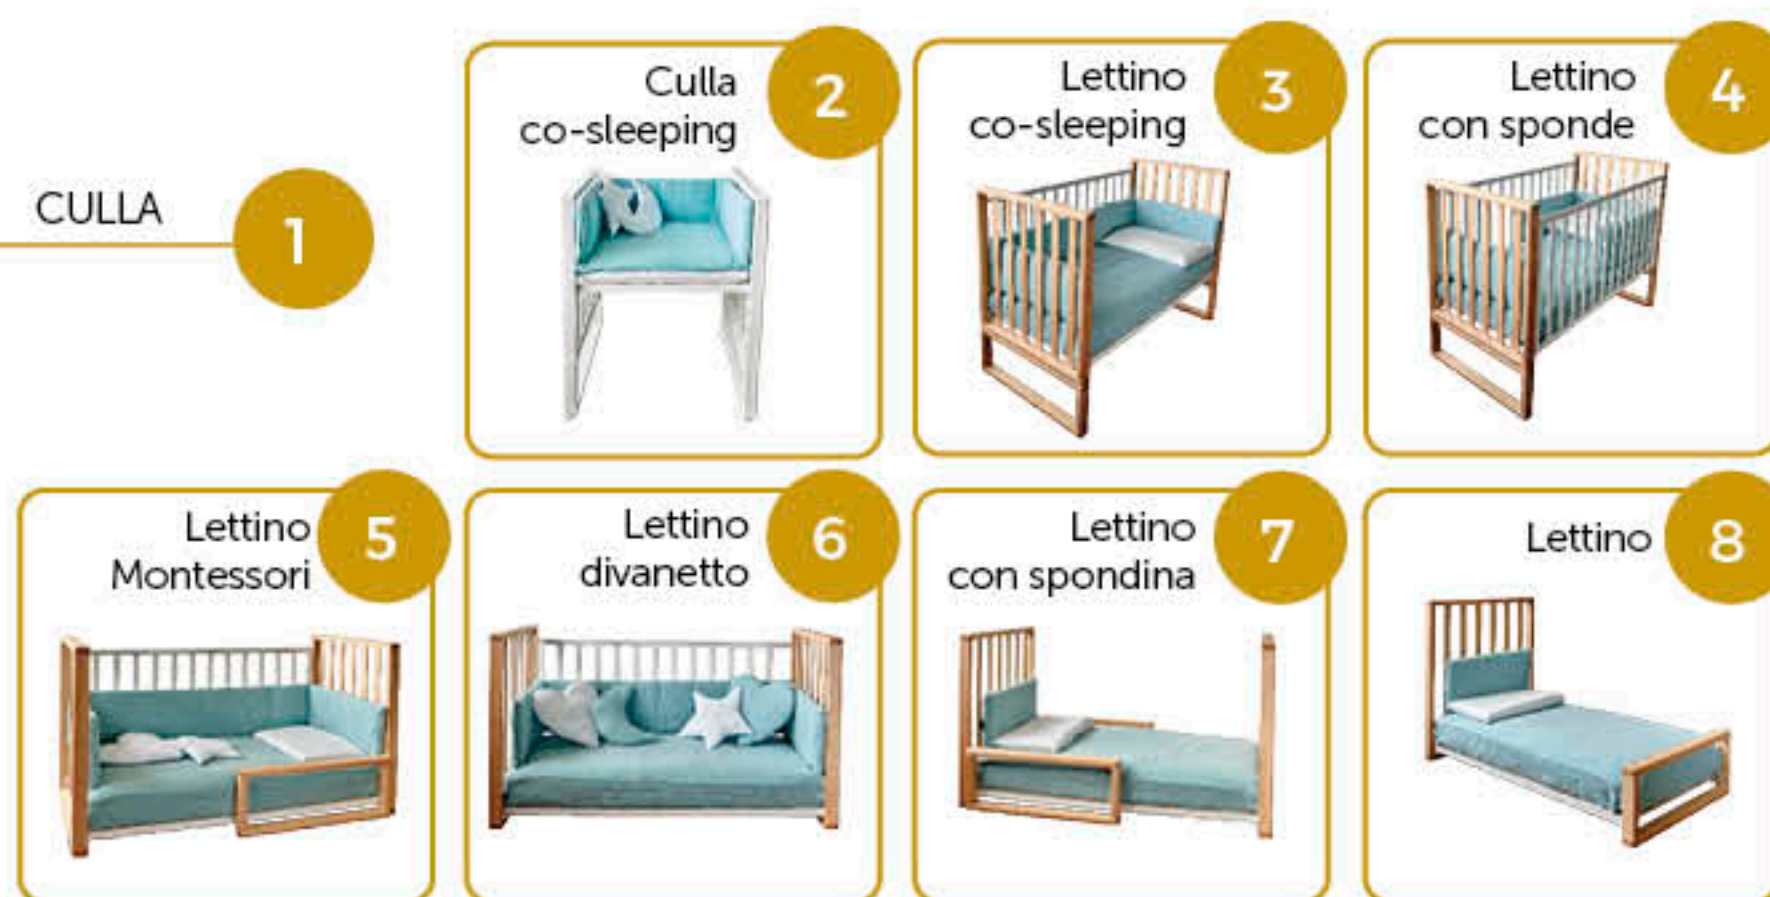 CULLA
1
Culla
co-sleeping
2
Lettino
co-sleeping
3
Lettino
con sponde
4
Lettino
Montessori
5
Lettino
divanetto
6
Lettino
con spondina
7
Lettino
8